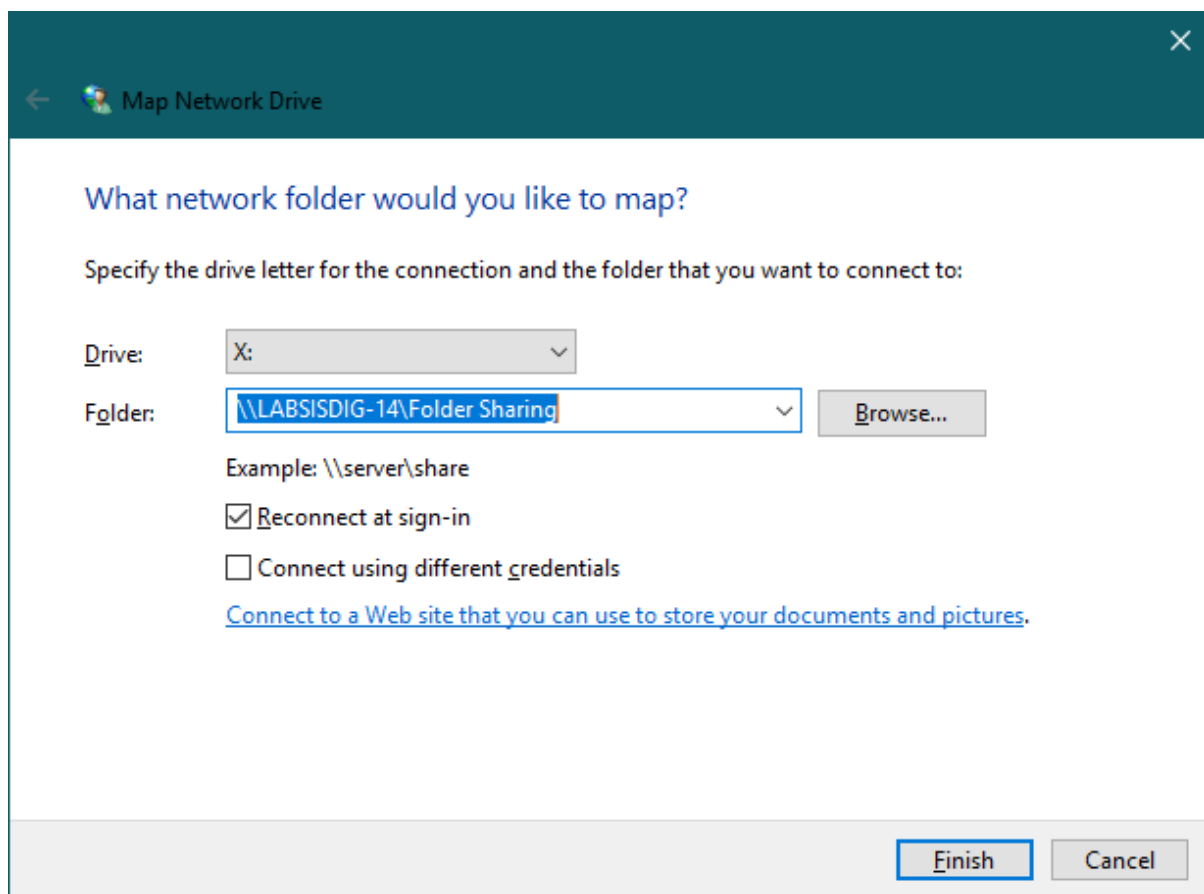 Map Network Drive
What network folder would you like to map?
Specify the drive letter for the connection and the folder that you want to connect to:
Drive: X:
Folder: \\LABSISDIG-14\Folder Sharing Browse...
Example: \\server\share
Reconnect at sign-in
Connect using different credentials
Connect to a Web site that you can use to store your documents and pictures.
Finish Cancel